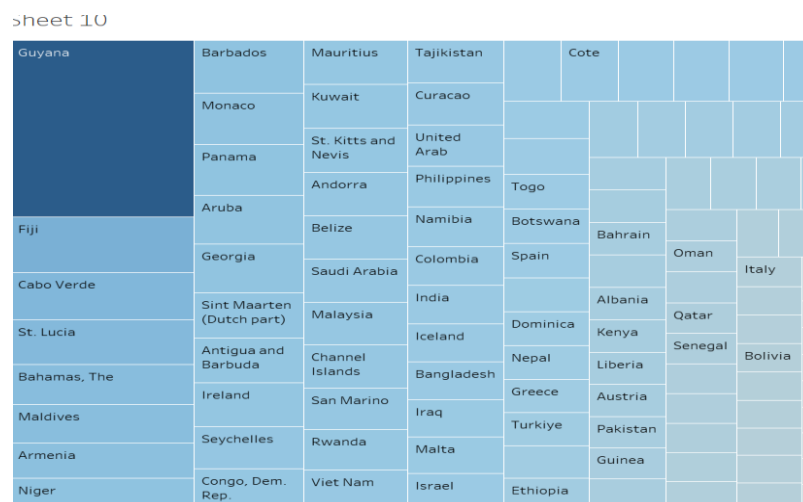 Sheet 10
Guyana
Fiji
Cabo Verde
St. Lucia
Bahamas, The
Maldives
Armenia
Niger
Barbados
Monaco
Panama
Aruba
Georgia
Sint Maarten
(Dutch part)
Antigua and
Barbuda
Ireland
Seychelles
Congo, Dem.
Rep.
Mauritius
Kuwait
St. Kitts and
Nevis
Andorra
Belize
Saudi Arabia
Malaysia
Channel
Islands
San Marino
Rwanda
Viet Nam
Tajikistan
Curacao
United
Arab
Philippines
Namibia
Colombia
India
Iceland
Bangladesh
Iraq
Malta
Israel
Cote
Togo
Botswana
Spain
Dominica
Nepal
Greece
Turkiye
Ethiopia
Bahrain
Albania
Kenya
Liberia
Austria
Pakistan
Guinea
Oman
Qatar
Senegal
Italy
Bolivia